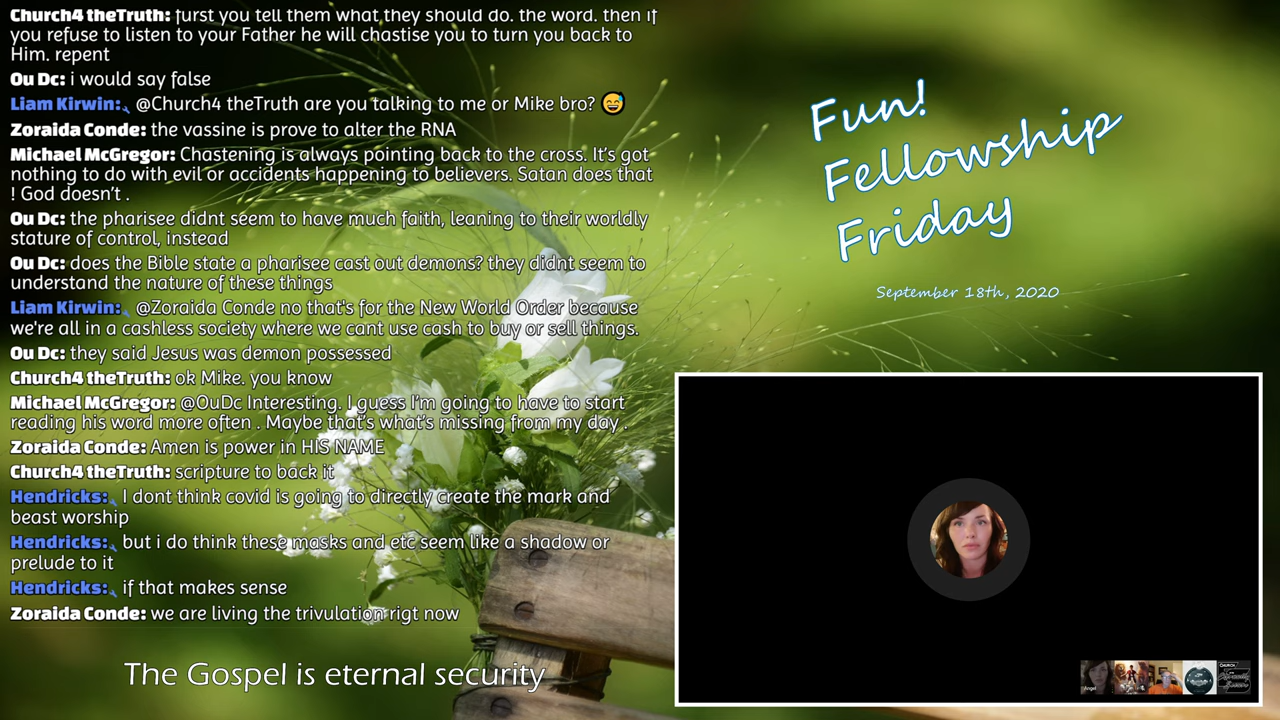 Church4 theTruth: furst you tell them what they should do. the word. then if
you refuse to listen to your Father he will chastise you to turn you back to
Him. repent
Ou Dc: i would say false
Liam Kirwin: @Church4 theTruth are you talking to me or Mike bro? 😅
Zoraida Conde: the vassine is prove to alter the RNA
Michael McGregor: Chastening is always pointing back to the cross. It's got
nothing to do with evil or accidents happening to believers. Satan does that
! God doesn't .
Ou Dc: the pharisee didnt seem to have much faith, leaning to their worldly
stature of control, instead
Ou Dc: does the Bible state a pharisee cast out demons? they didnt seem to
understand the nature of these things
Liam Kirwin: @Zoraida Conde no that's for the New World Order because
we're all in a cashless society where we cant use cash to buy or sell things.
Ou Dc: they said Jesus was demon possessed
Church4 theTruth: ok Mike. you know
Michael McGregor: @OuDc Interesting. I guess I'm going to have to start
reading his word more often . Maybe that's what's missing from my day .
Zoraida Conde: Amen is power in HIS NAME
Church4 theTruth: scripture to back it
Hendricks: I dont think covid is going to directly create the mark and
beast worship
Hendricks: but i do think these masks and etc seem like a shadow or
prelude to it
Hendricks: if that makes sense
Zoraida Conde: we are living the trivulation rigt now
The Gospel is eternal security
Fun!
Fellowship
Friday
September 18th, 2020
Angel
CHURCH